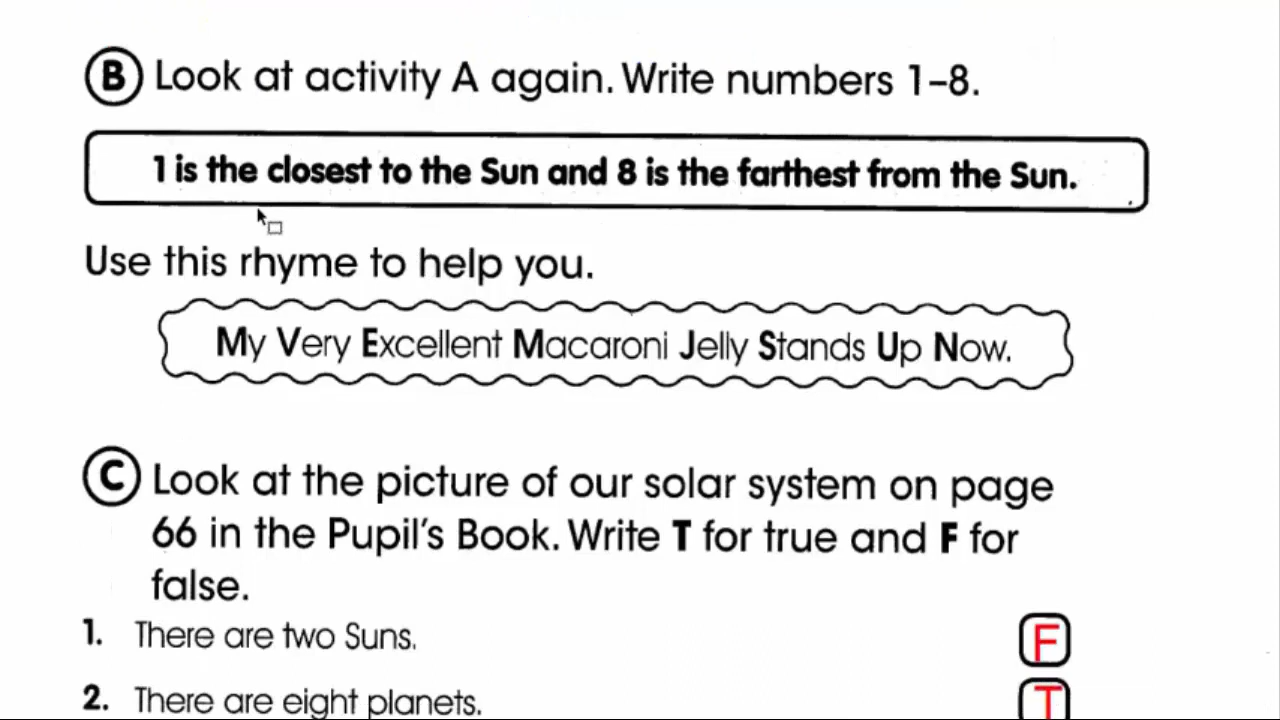 B Look at activity A again. Write numbers 1–8.
1 is the closest to the Sun and 8 is the farthest from the Sun.
Use this rhyme to help you.
My Very Excellent Macaroni Jelly Stands Up Now.
C Look at the picture of our solar system on page
66 in the Pupil's Book. Write T for true and F for
false.
1. There are two Suns. F
2. There are eight planets. T